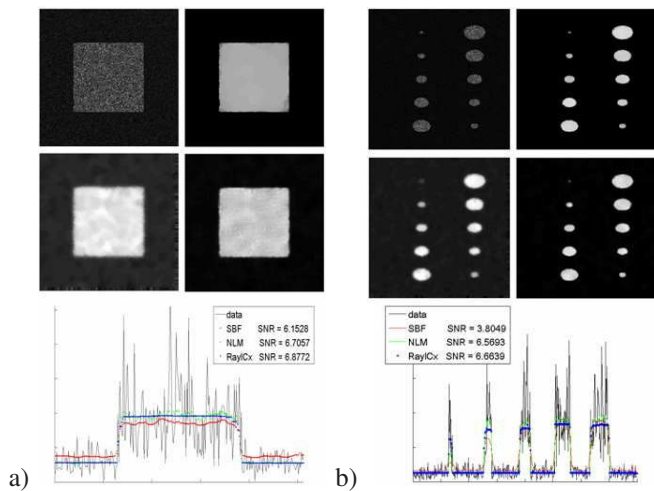 data
SBF SNR = 6.1528
NLM SNR = 6.7057
RaylCx SNR = 6.8772
a)
data
SBF SNR = 3.8049
NLM SNR = 6.5693
RaylCx SNR = 6.6639
b)